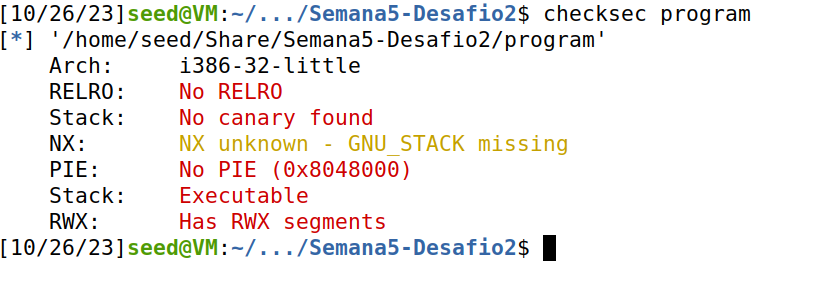 [10/26/23]seed@VM:~/.../Semana5-Desafio2$ checksec program
[*] '/home/seed/Share/Semana5-Desafio2/program'
    Arch:     i386-32-little
    RELRO:    No RELRO
    Stack:    No canary found
    NX:       NX unknown - GNU_STACK missing
    PIE:      No PIE (0x8048000)
    Stack:    Executable
    RWX:      Has RWX segments
[10/26/23]seed@VM:~/.../Semana5-Desafio2$